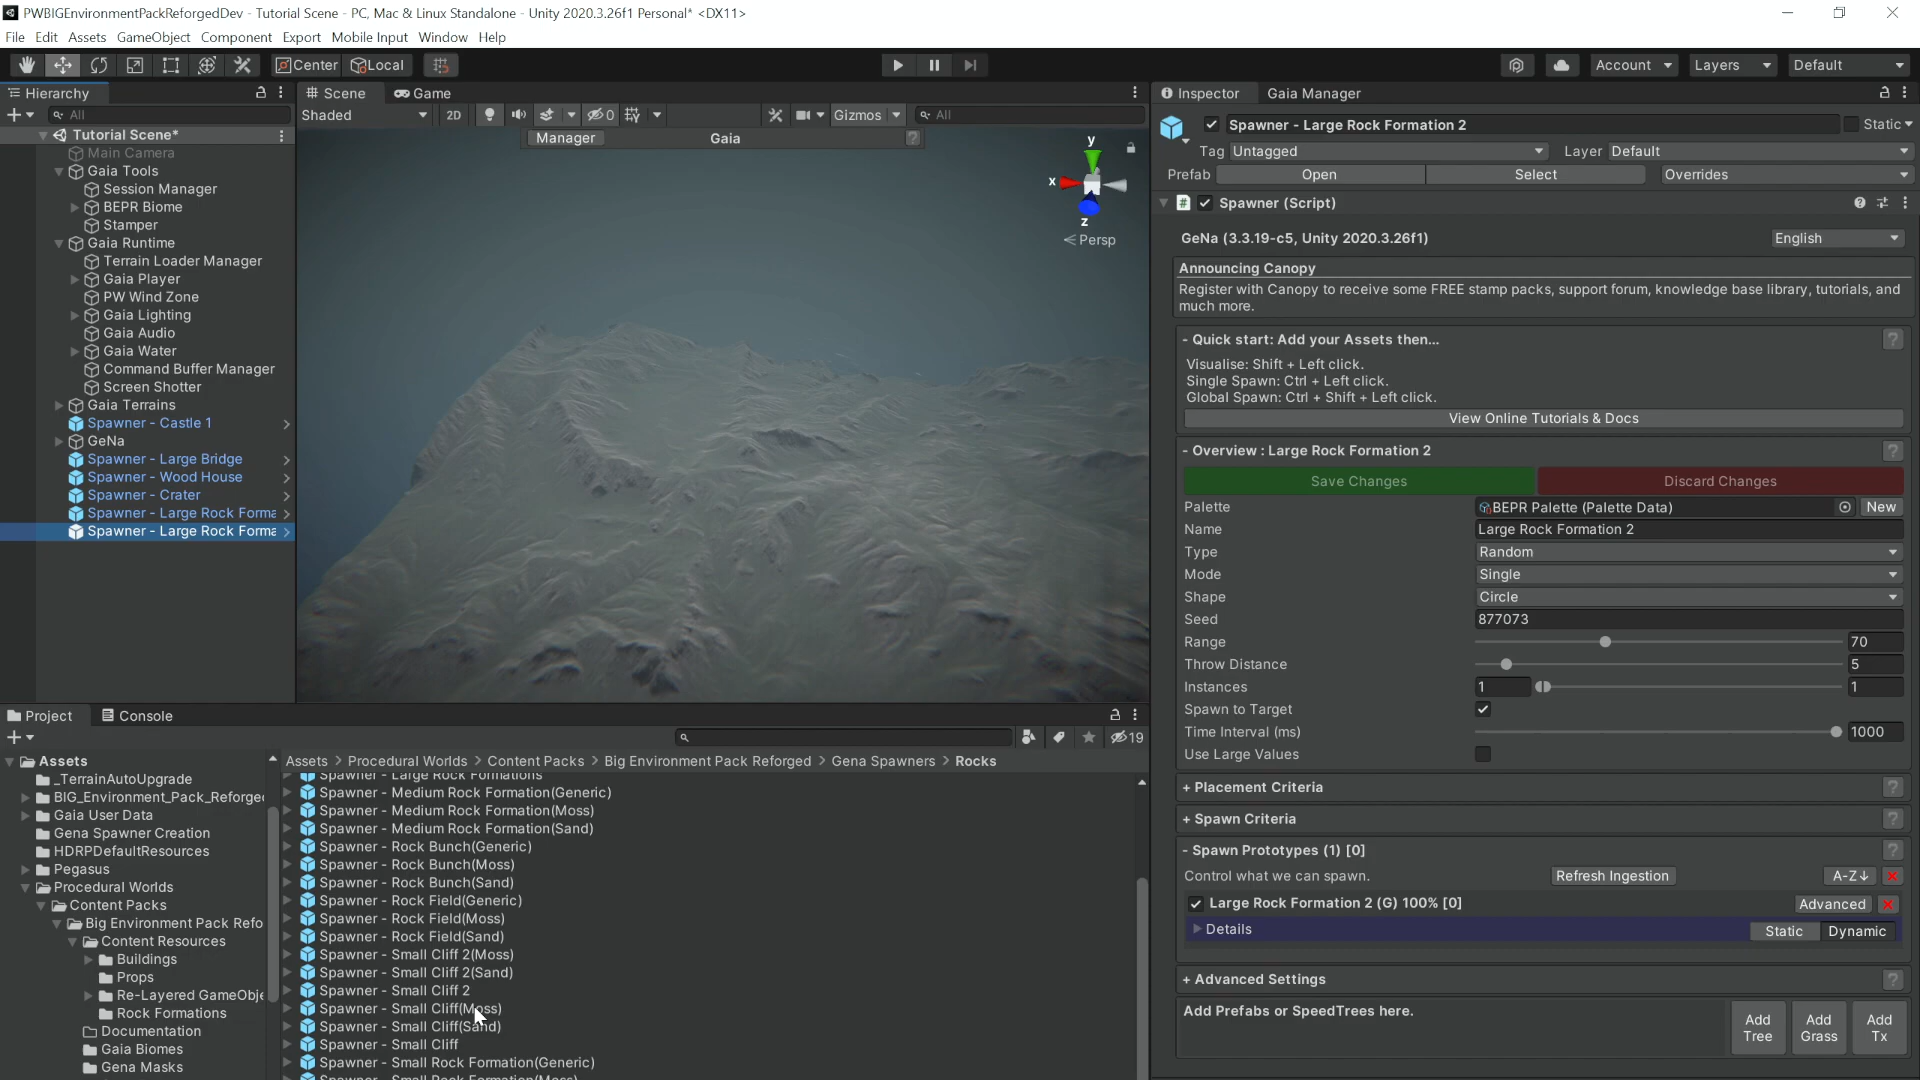 PWBIGEnvironmentPackReforgedDev - Tutorial Scene - PC, Mac & Linux Standalone - Unity 2020.3.26f1 Personal* <DX11>
File Edit Assets GameObject Component Export Mobile Input Window Help
Center Local Account Layers Default
Hierarchy
All
Tutorial Scene*
Main Camera
Gaia Tools
Session Manager
BEPR Biome
Stamper
Gaia Runtime
Terrain Loader Manager
Gaia Player
PW Wind Zone
Gaia Lighting
Gaia Audio
Gaia Water
Command Buffer Manager
Screen Shotter
Gaia Terrains
Spawner - Castle 1
GeNa
Spawner - Large Bridge
Spawner - Wood House
Spawner - Crater
Spawner - Large Rock Forma
Spawner - Large Rock Forma
Scene Game
Shaded 2D 0 Gizmos All
Manager Gaia ?
y
x
z
Persp
Inspector Gaia Manager
Spawner - Large Rock Formation 2 Static
Tag Untagged Layer Default
Prefab Open Select Overrides
# Spawner (Script)
GeNa (3.3.19-c5, Unity 2020.3.26f1) English
Announcing Canopy
Register with Canopy to receive some FREE stamp packs, support forum, knowledge base library, tutorials, and
much more.
- Quick start: Add your Assets then... ?
Visualise: Shift + Left click.
Single Spawn: Ctrl + Left click.
Global Spawn: Ctrl + Shift + Left click.
View Online Tutorials & Docs
- Overview : Large Rock Formation 2 ?
Save Changes Discard Changes
Palette BEPR Palette (Palette Data) New
Name Large Rock Formation 2
Type Random
Mode Single
Shape Circle
Seed 877073
Range 70
Throw Distance 5
Instances 1 1
Spawn to Target
Time Interval (ms) 1000
Use Large Values
+ Placement Criteria ?
+ Spawn Criteria ?
- Spawn Prototypes (1) [0] ?
Control what we can spawn. Refresh Ingestion A-Z↓ x
Large Rock Formation 2 (G) 100% [0] Advanced x
Details Static Dynamic
+ Advanced Settings ?
Add Prefabs or SpeedTrees here.
Add Tree
Add Grass
Add Tx
Project Console
19
Assets
_TerrainAutoUpgrade
BIG_Environment_Pack_Reforge
Gaia User Data
Gena Spawner Creation
HDRPDefaultResources
Pegasus
Procedural Worlds
Content Packs
Big Environment Pack Refo
Content Resources
Buildings
Props
Re-Layered GameObje
Rock Formations
Documentation
Gaia Biomes
Gena Masks
Assets > Procedural Worlds > Content Packs > Big Environment Pack Reforged > Gena Spawners > Rocks
Spawner - Large Rock Formations
Spawner - Medium Rock Formation(Generic)
Spawner - Medium Rock Formation(Moss)
Spawner - Medium Rock Formation(Sand)
Spawner - Rock Bunch(Generic)
Spawner - Rock Bunch(Moss)
Spawner - Rock Bunch(Sand)
Spawner - Rock Field(Generic)
Spawner - Rock Field(Moss)
Spawner - Rock Field(Sand)
Spawner - Small Cliff 2(Moss)
Spawner - Small Cliff 2(Sand)
Spawner - Small Cliff 2
Spawner - Small Cliff(Moss)
Spawner - Small Cliff(Sand)
Spawner - Small Cliff
Spawner - Small Rock Formation(Generic)
Spawner - Small Rock Formation(Moss)